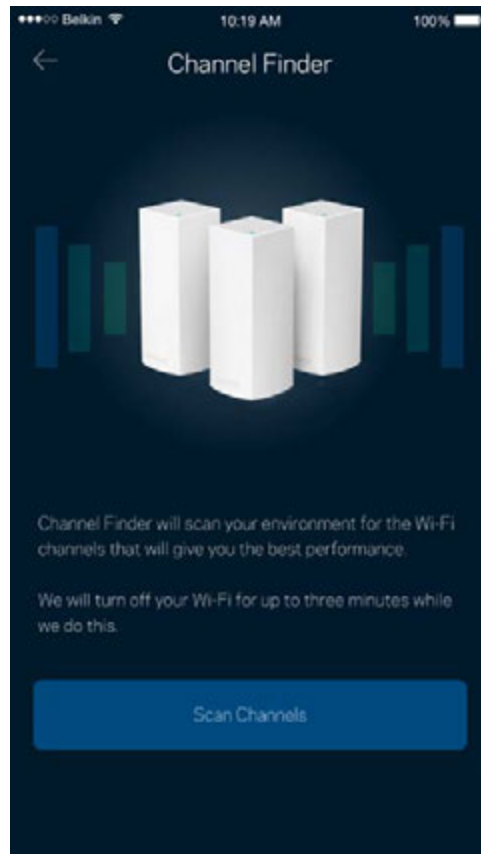 Belkin 10:19 AM 100%
Channel Finder
Channel Finder will scan your environment for the Wi-Fi
channels that will give you the best performance.
We will turn off your Wi-Fi for up to three minutes while
we do this.
Scan Channels